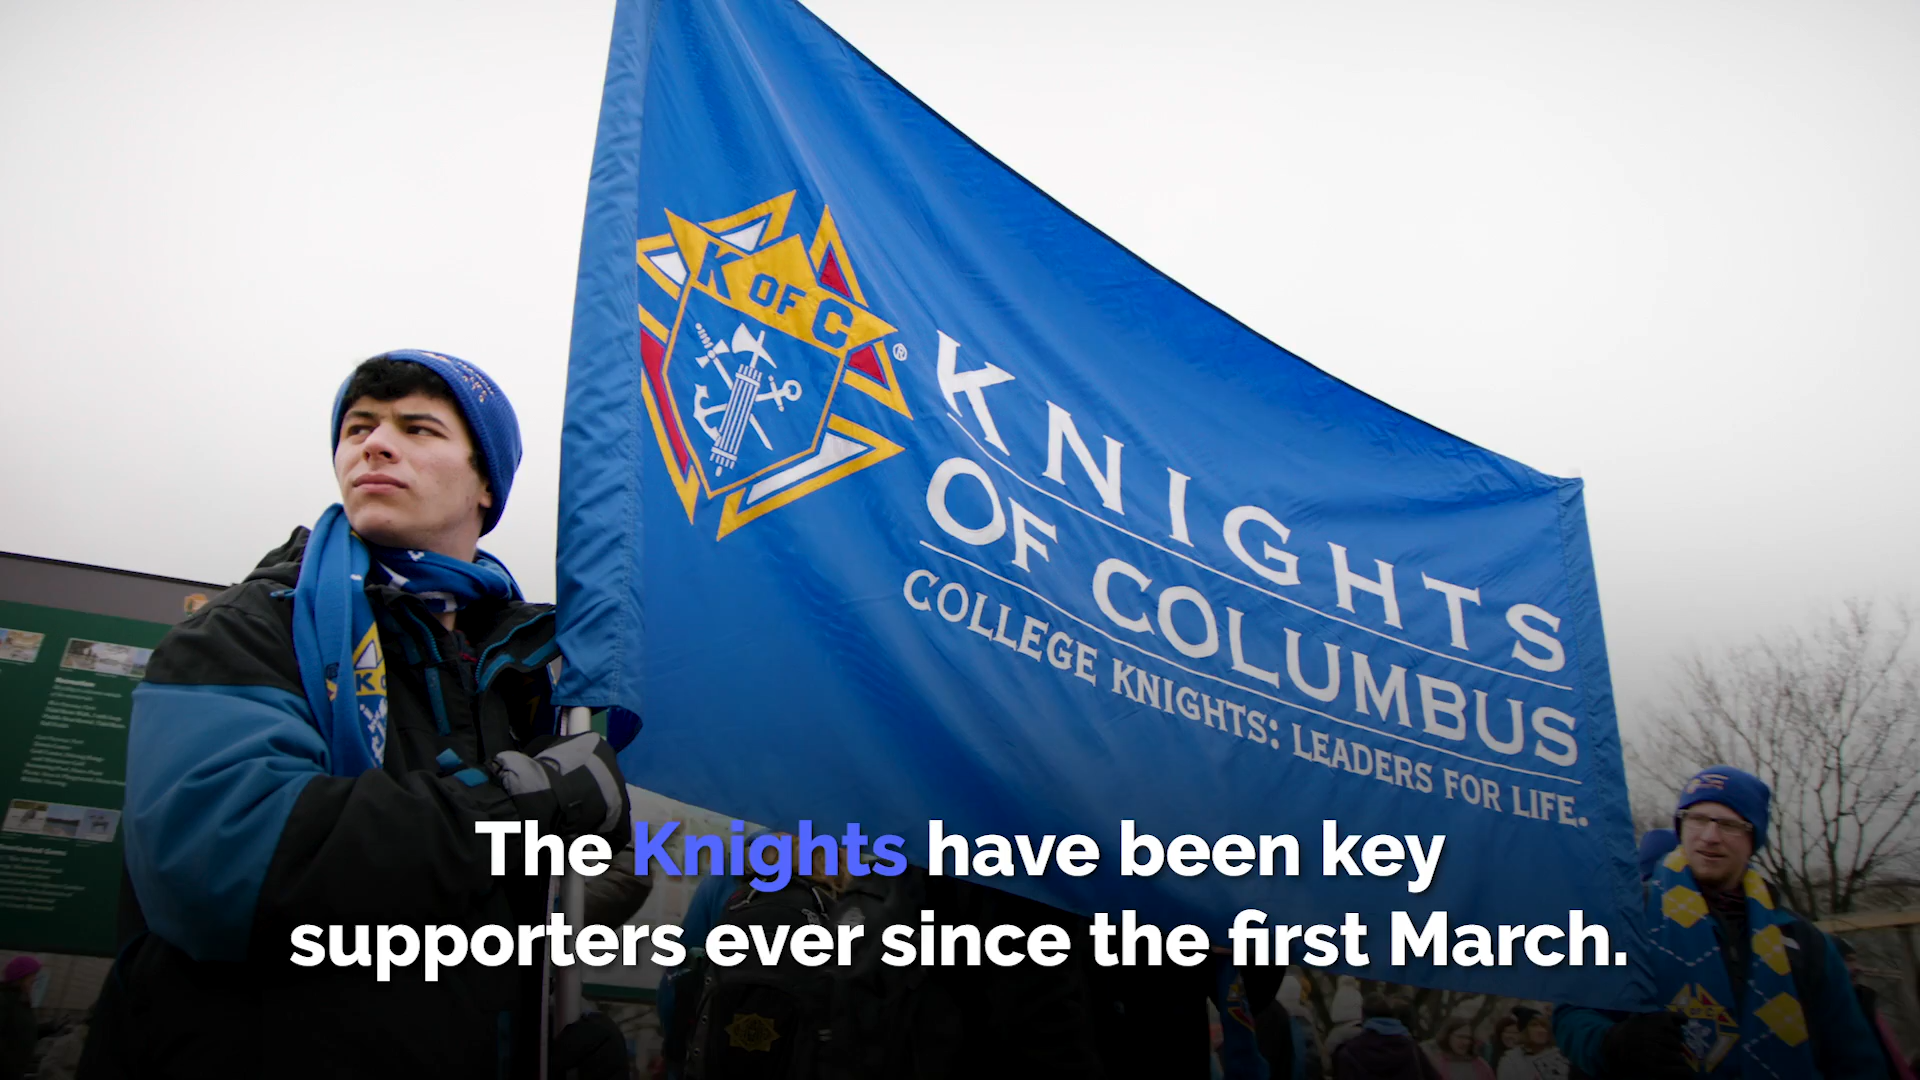 K OF C
®
KNIGHTS
OF COLUMBUS
COLLEGE KNIGHTS: LEADERS FOR LIFE.
The Knights have been key
supporters ever since the first March.